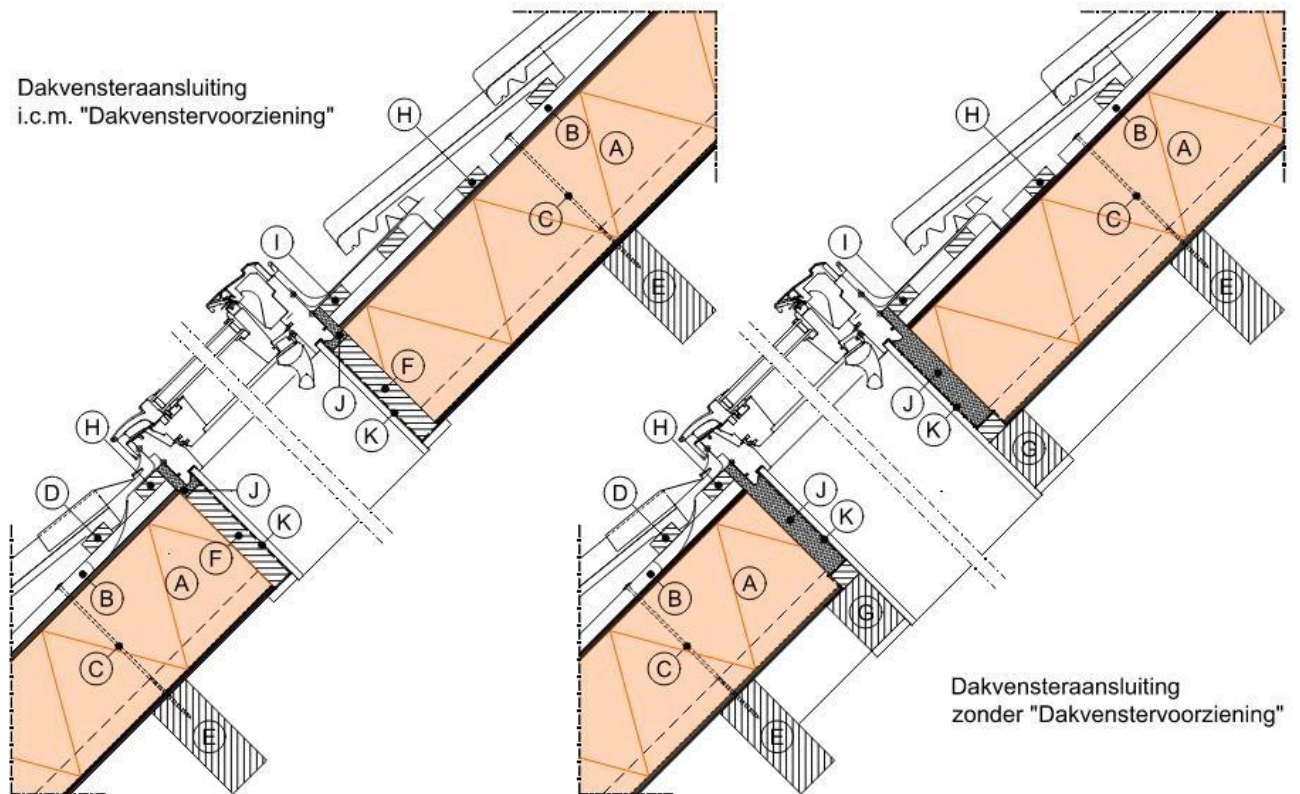 Dakvensteraansluiting
i.c.m. "Dakvenstervoorziening"
H
B
A
C
I
E
F
J
K
H
D
J
K
F
B
A
C
E
H
B
A
C
I
E
J
K
G
H
D
J
K
B
A
G
C
E
Dakvensteraansluiting
zonder "Dakvenstervoorziening"